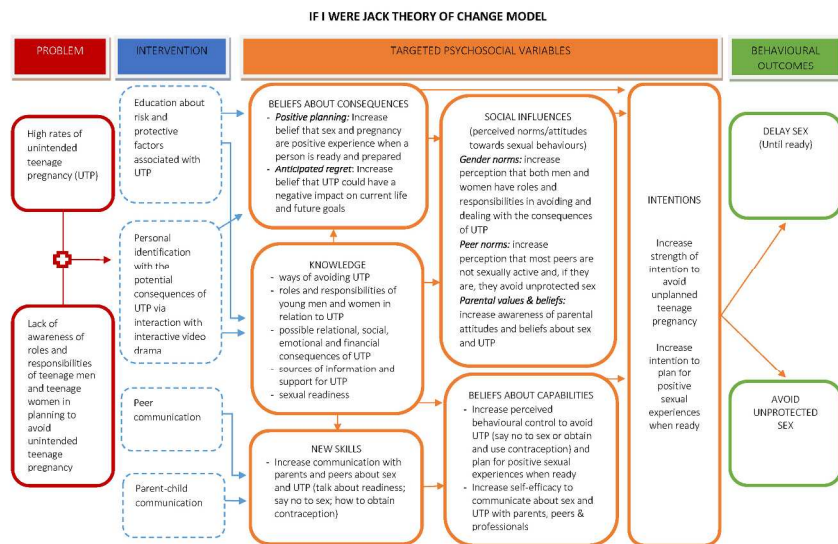 IF I WERE JACK THEORY OF CHANGE MODEL
PROBLEM
INTERVENTION
TARGETED PSYCHOSOCIAL VARIABLES
BEHAVIOURAL
OUTCOMES
High rates of
unintended
teenage
pregnancy (UTP)
Lack of
awareness of
roles and
responsibilities
of teenage men
and teenage
women in
planning to
avoid
unintended
teenage
pregnancy
Education about
risk and
protective
factors
associated with
UTP
Personal
identification
with the
potential
consequences of
UTP via
interaction with
interactive video
drama
Peer
communication
Parent-child
communication
BELIEFS ABOUT CONSEQUENCES
- Positive planning: Increase
belief that sex and pregnancy
are positive experience when a
person is ready and prepared
- Anticipated regret: Increase
belief that UTP could have a
negative impact on current life
and future goals
KNOWLEDGE
- ways of avoiding UTP
- roles and responsibilities of
young men and women in
relation to UTP
- possible relational, social,
emotional and financial
consequences of UTP
- sources of information and
support for UTP
- sexual readiness
NEW SKILLS
- Increase communication with
parents and peers about sex
and UTP (talk about readiness;
say no to sex; how to obtain
contraception)
SOCIAL INFLUENCES
(perceived norms/attitudes
towards sexual behaviours)
Gender norms: increase
perception that both men and
women have roles and
responsibilities in avoiding and
dealing with the consequences
of UTP
Peer norms: increase
perception that most peers are
not sexually active and, if they
are, they avoid unprotected sex
Parental values & beliefs:
increase awareness of parental
attitudes and beliefs about sex
and UTP
BELIEFS ABOUT CAPABILITIES
- Increase perceived
behavioural control to avoid
UTP (say no to sex or obtain
and use contraception) and
plan for positive sexual
experiences when ready
- Increase self-efficacy to
communicate about sex and
UTP with parents, peers &
professionals
INTENTIONS
Increase
strength of
intention to
avoid
unplanned
teenage
pregnancy
Increase
intention to
plan for
positive
sexual
experiences
when ready
DELAY SEX
(Until ready)
AVOID
UNPROTECTED
SEX